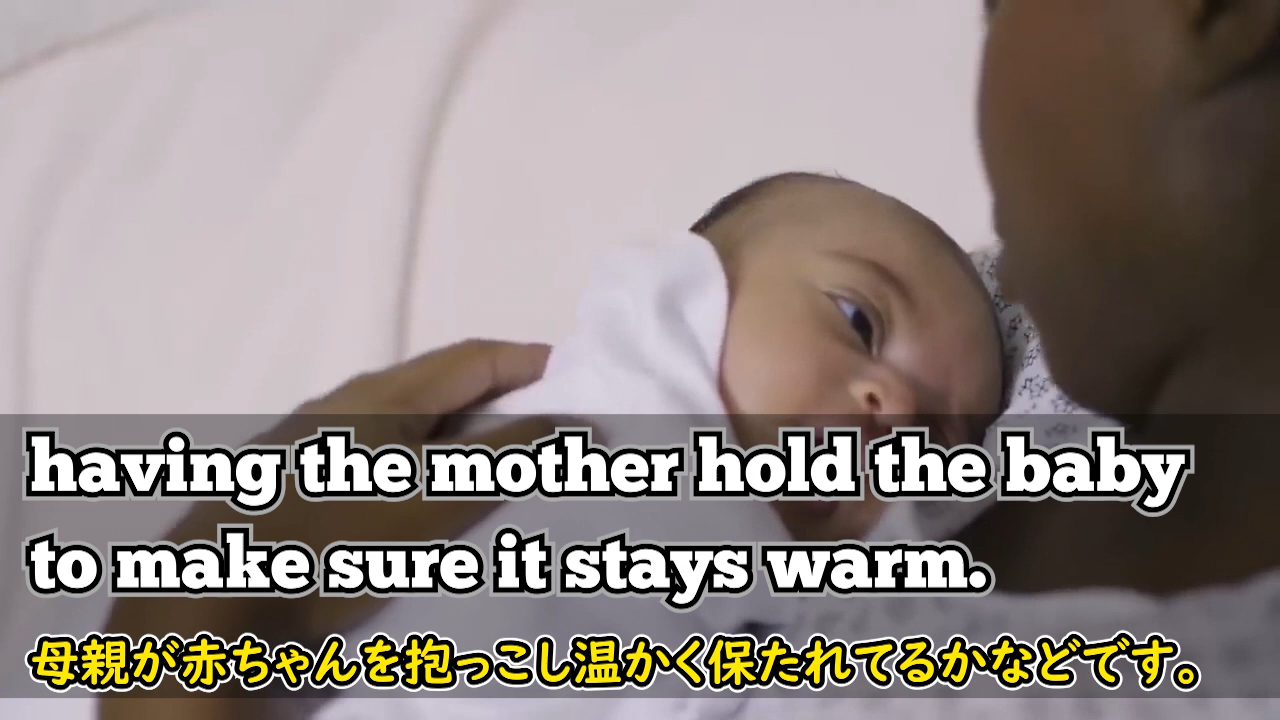 having the mother hold the baby
to make sure it stays warm.
母親が赤ちゃんを抱っこし温かく保たれてるかなどです。